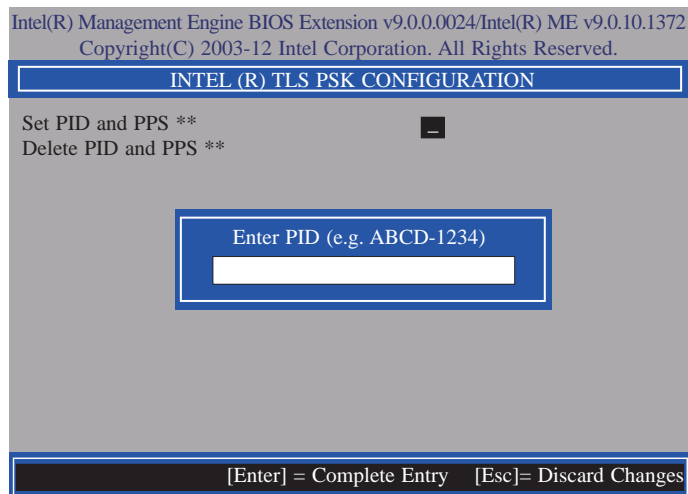 Intel(R) Management Engine BIOS Extension v9.0.0.0024/Intel(R) ME v9.0.10.1372
Copyright(C) 2003-12 Intel Corporation. All Rights Reserved.
INTEL (R) TLS PSK CONFIGURATION
Set PID and PPS **
Delete PID and PPS **
Enter PID (e.g. ABCD-1234)
[Enter] = Complete Entry [Esc]= Discard Changes